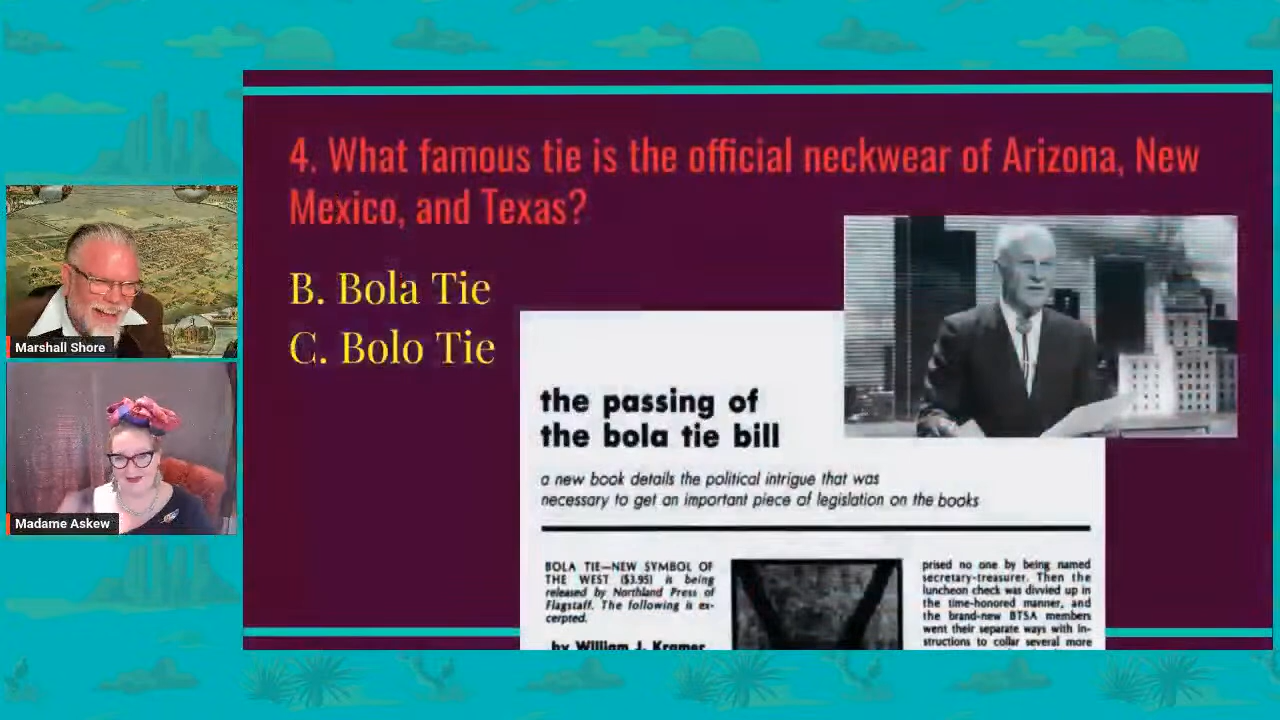 4. What famous tie is the official neckwear of Arizona, New
Mexico, and Texas?
B. Bola Tie
C. Bolo Tie
Marshall Shore
Madame Askew
the passing of
the bola tie bill
a new book details the political intrigue that was
necessary to get an important piece of legislation on the books
BOLA TIE—NEW SYMBOL OF
THE WEST ($3.95) is being
released by Northland Press of
Flagstaff. The following is ex-
cerpted.
by William J. Kramer
prised no one by being named
secretary-treasurer. Then the
luncheon check was divvied up in
the time-honored manner, and
the brand-new BTSA members
went their separate ways with in-
structions to collar several more